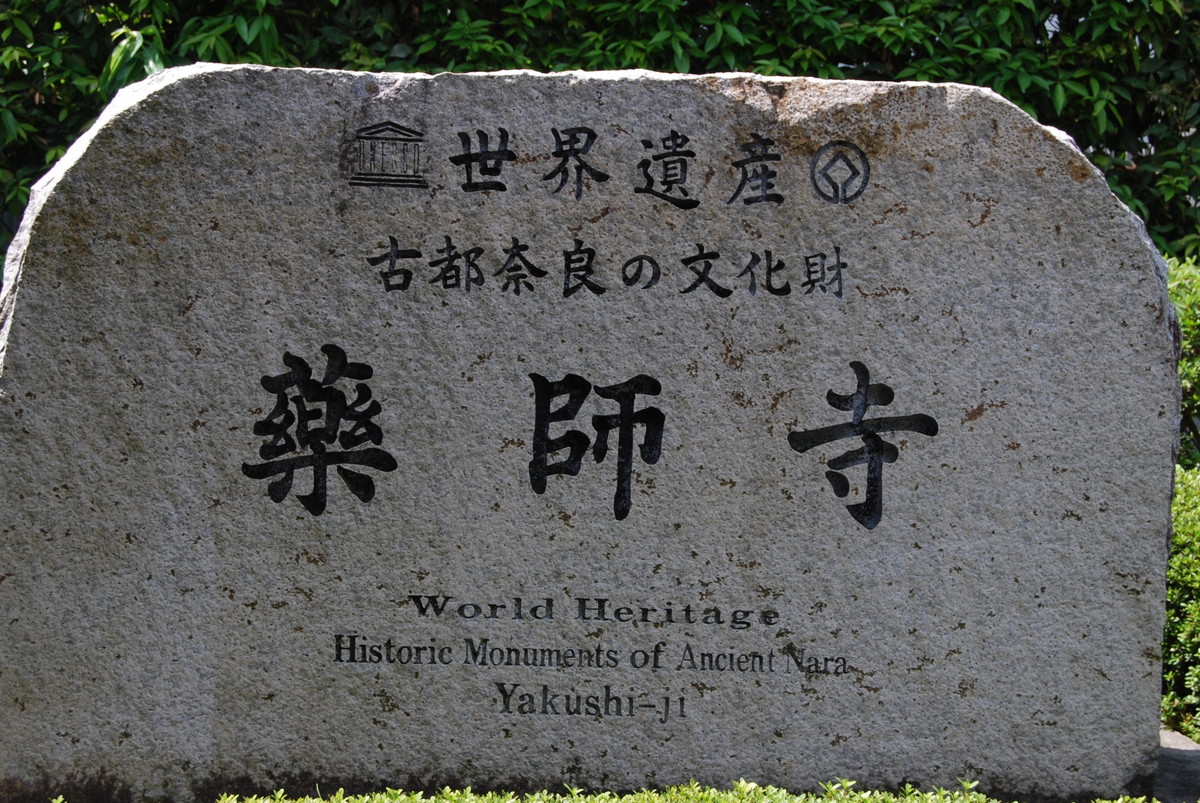 世界遺産
古都奈良の文化財
藥師寺
World Heritage
Historic Monuments of Ancient Nara
Yakushi-ji